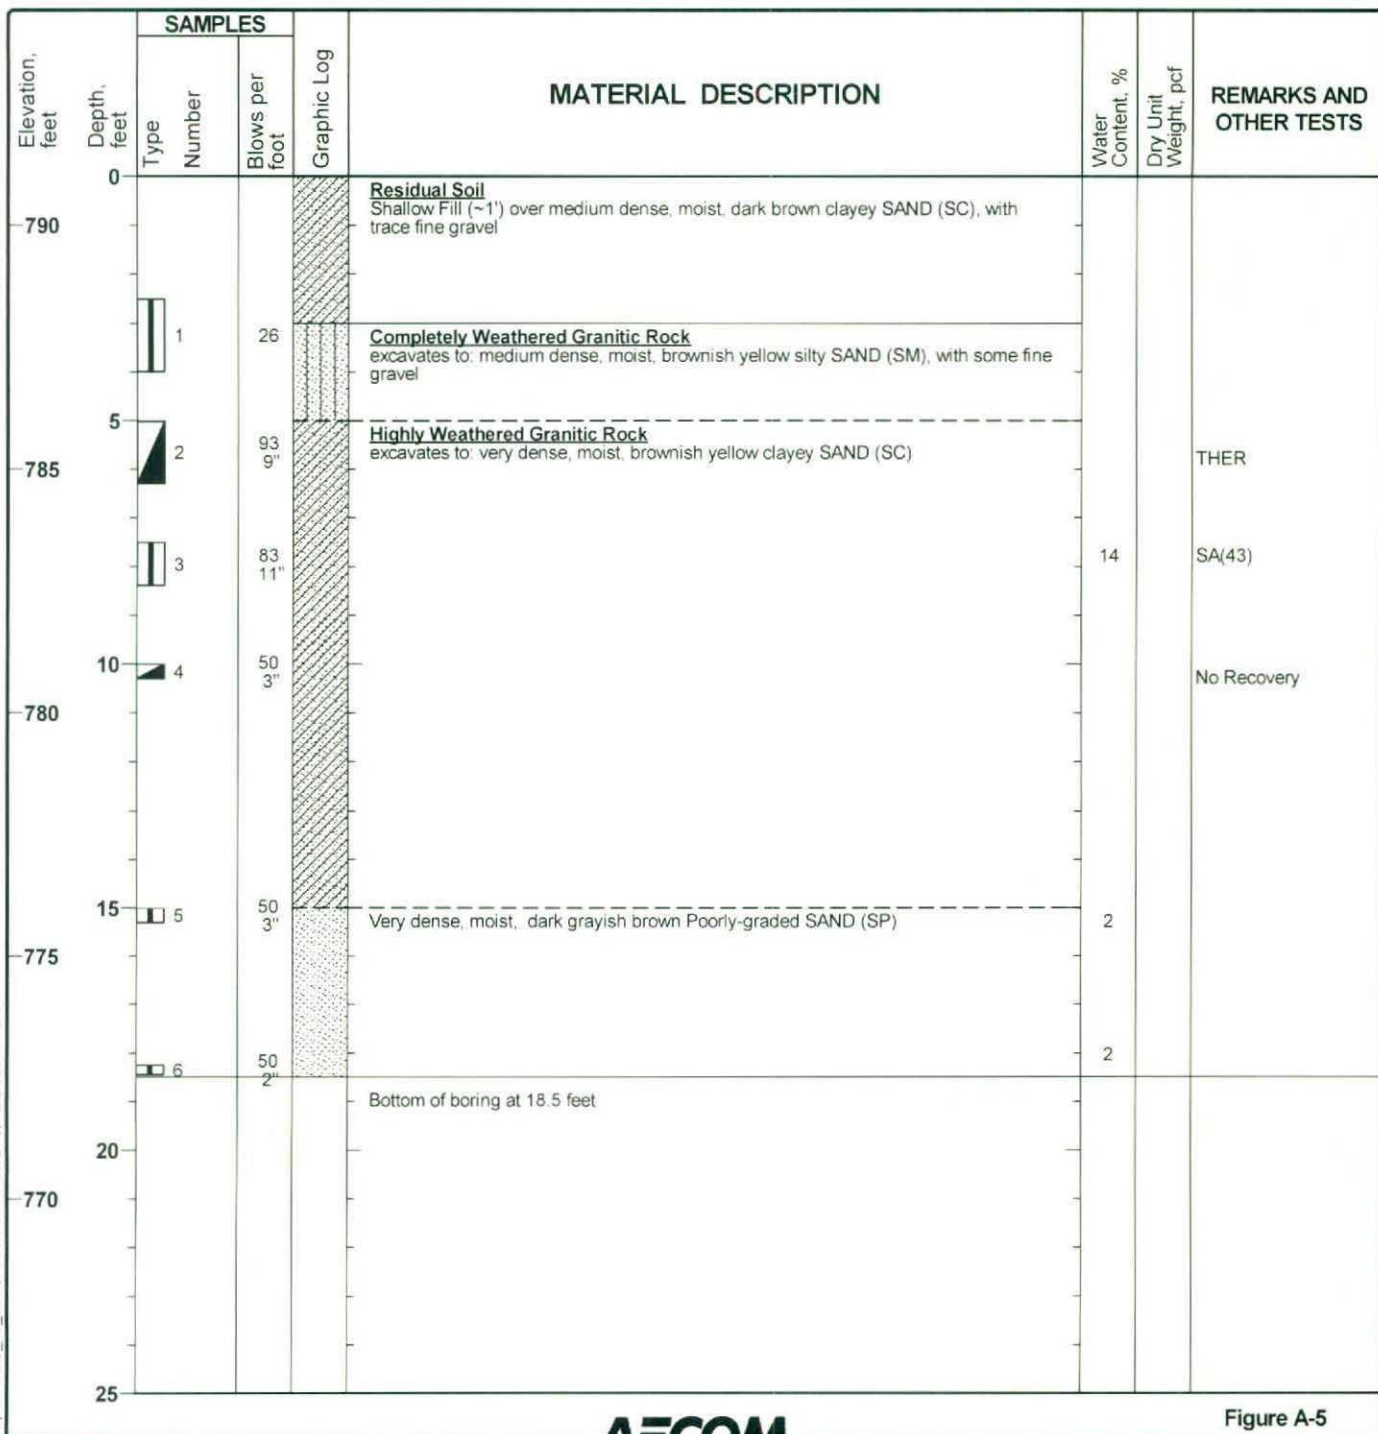 SAMPLES
Elevation, feet
Depth, feet
Type
Number
Blows per foot
Graphic Log
MATERIAL DESCRIPTION
Water Content, %
Dry Unit Weight, pcf
REMARKS AND
OTHER TESTS
0
Residual Soil
Shallow Fill (~1') over medium dense, moist, dark brown clayey SAND (SC), with
trace fine gravel
790
1 26
Completely Weathered Granitic Rock
excavates to: medium dense, moist, brownish yellow silty SAND (SM), with some fine
gravel
5
Highly Weathered Granitic Rock
excavates to: very dense, moist, brownish yellow clayey SAND (SC)
2 93
9"
785
THER
3 83
11"
14 SA(43)
10
4 50
3"
No Recovery
780
15
5 50
3"
Very dense, moist, dark grayish brown Poorly-graded SAND (SP)
2
775
6 50
2"
2
Bottom of boring at 18.5 feet
20
770
25
AECOM
Figure A-5